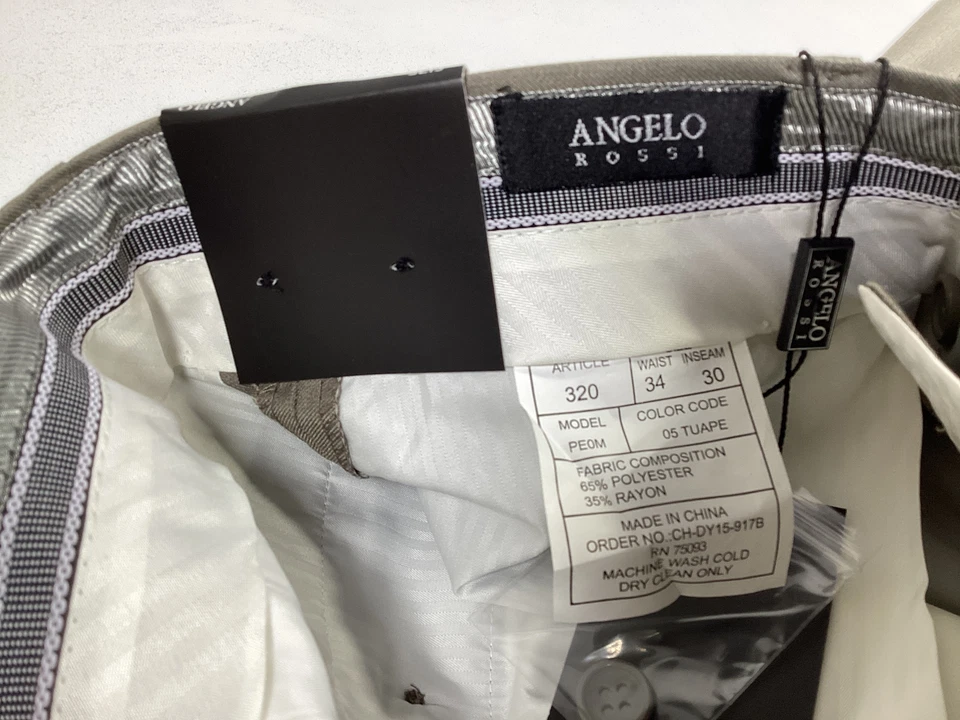 ANGELO
ROSSI
ANGELO
ROSSI
ARTICLE WAIST INSEAM
320 34 30
MODEL COLOR CODE
PE0M 05 TUAPE
FABRIC COMPOSITION
65% POLYESTER
35% RAYON
MADE IN CHINA
ORDER NO.:CH-DY15-917B
RN 75093
MACHINE WASH COLD
DRY CLEAN ONLY